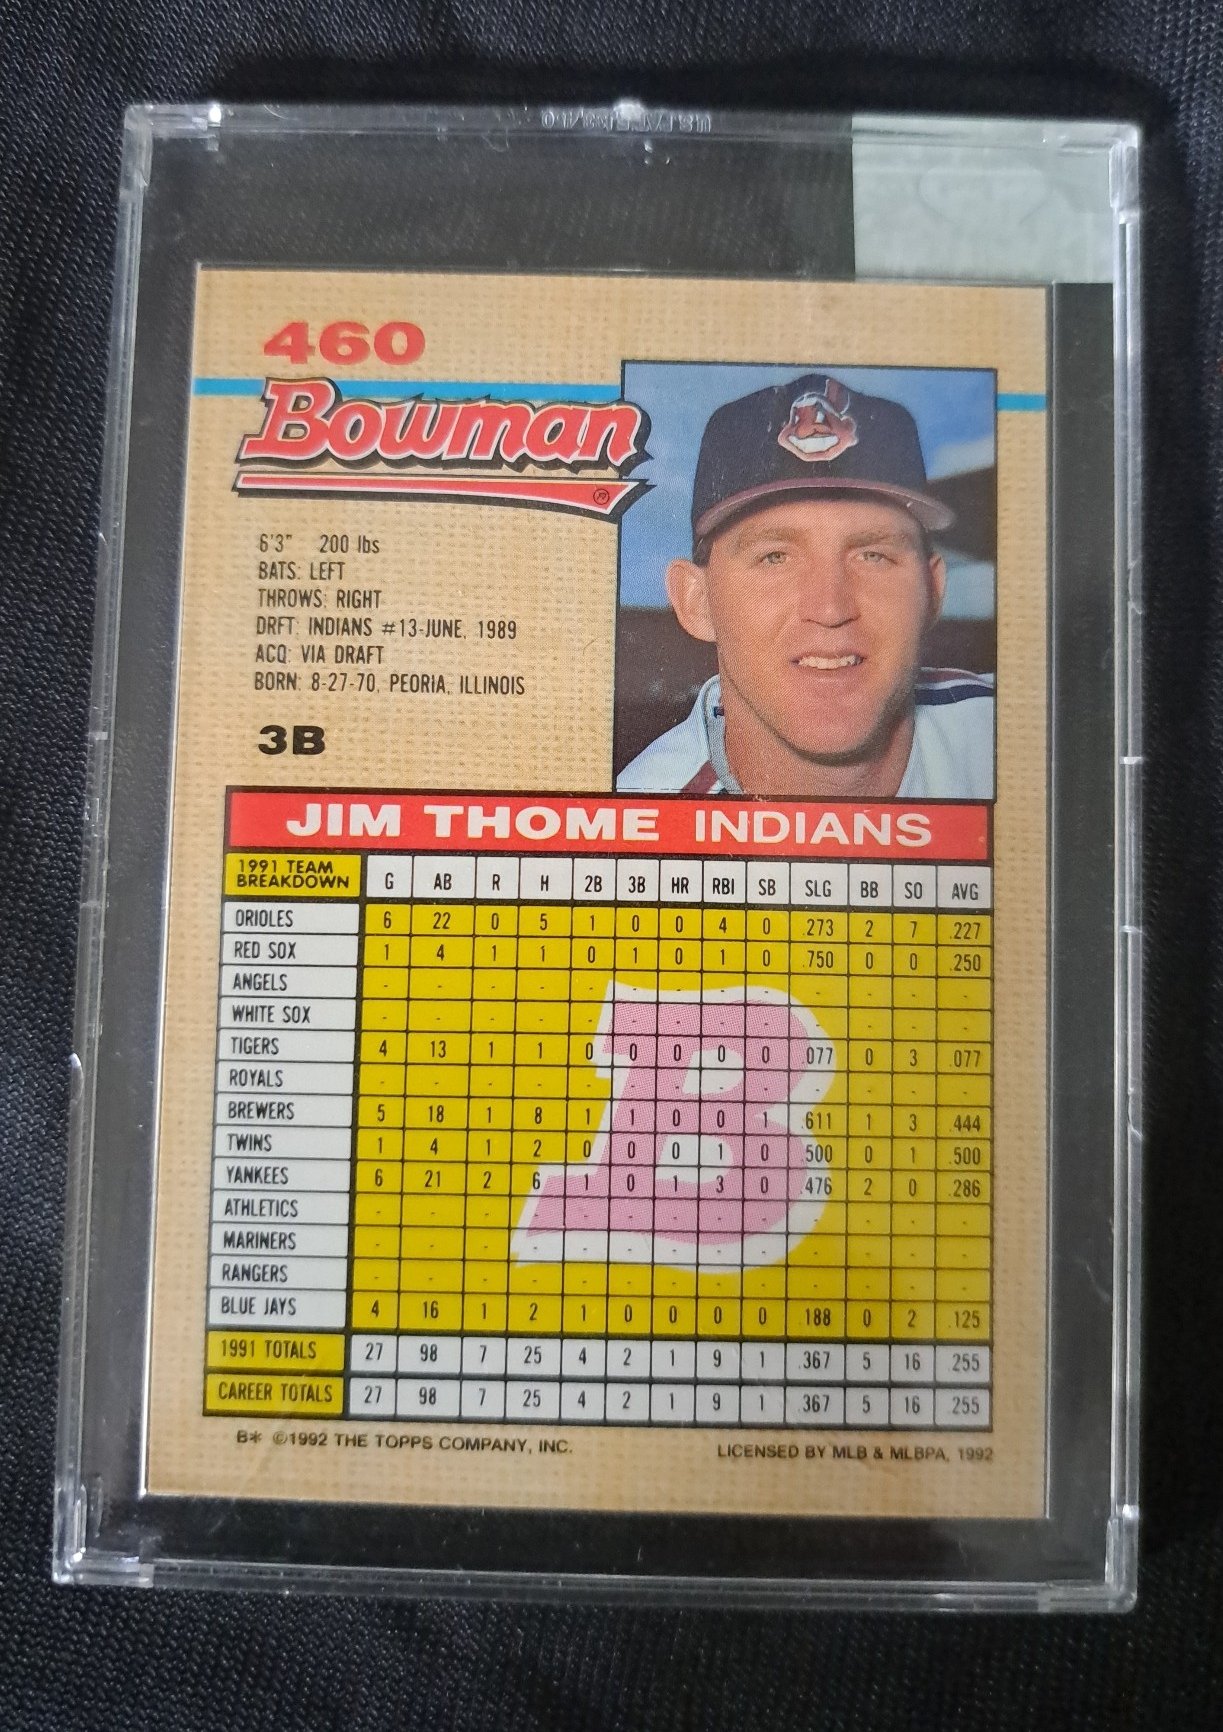 460
Bowman
®
6'3" 200 lbs
BATS: LEFT
THROWS: RIGHT
DRFT: INDIANS #13-JUNE, 1989
ACQ: VIA DRAFT
BORN: 8-27-70, PEORIA, ILLINOIS
3B
JIM THOME INDIANS
1991 TEAM BREAKDOWN G AB R H 2B 3B HR RBI SB SLG BB SO AVG
ORIOLES 6 22 0 5 1 0 0 4 0 .273 2 7 .227
RED SOX 1 4 1 1 0 1 0 1 0 .750 0 0 .250
ANGELS - - - - - - - - - - - - -
WHITE SOX - - - - - - - - - - - - -
TIGERS 4 13 1 1 0 0 0 0 0 .077 0 3 .077
ROYALS - - - - - - - - - - - - -
BREWERS 5 18 1 8 1 1 0 0 1 .611 1 3 .444
TWINS 1 4 1 2 0 0 0 1 0 .500 0 1 .500
YANKEES 6 21 2 6 1 0 1 3 0 .476 2 0 .286
ATHLETICS - - - - - - - - - - - - -
MARINERS - - - - - - - - - - - - -
RANGERS - - - - - - - - - - - - -
BLUE JAYS 4 16 1 2 1 0 0 0 0 .188 0 2 .125
1991 TOTALS 27 98 7 25 4 2 1 9 1 .367 5 16 .255
CAREER TOTALS 27 98 7 25 4 2 1 9 1 .367 5 16 .255
B
B* ©1992 THE TOPPS COMPANY, INC. LICENSED BY MLB & MLBPA, 1992